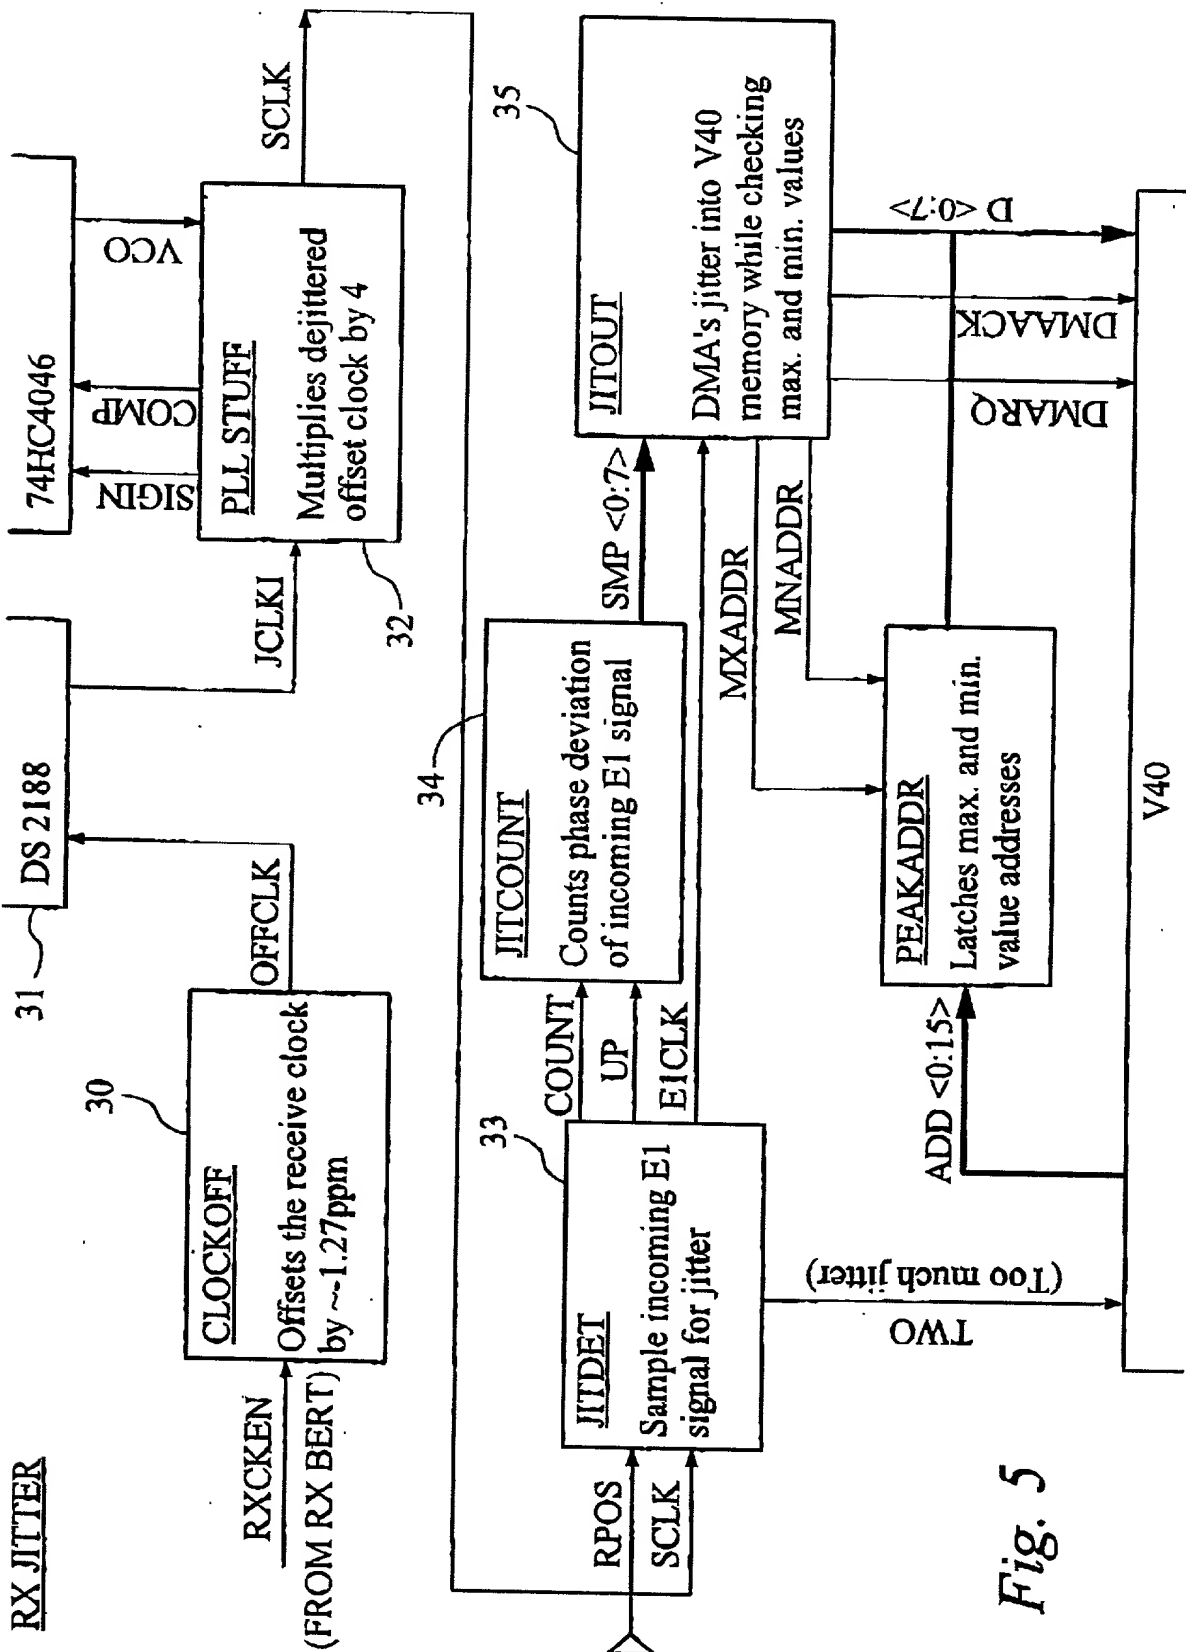 RX JITTER
RXCKEN
(FROM RX BERT)
30
CLOCKOFF
Offsets the receive clock
by ~-1.27ppm
OFFCLK
31
DS 2188
JCLKI
32
74HC4046
SIGIN
COMP
VCO
PLL STUFF
Multiplies dejittered
offset clock by 4
SCLK
RPOS
SCLK
33
JITDET
Sample incoming E1
signal for jitter
COUNT
UP
E1CLK
34
JITCOUNT
Counts phase deviation
of incoming E1 signal
SMP <0:7>
35
JITOUT
DMA's jitter into V40
memory while checking
max. and min. values
MXADDR
MNADDR
TWO
(Too much jitter)
ADD <0:15>
PEAKADDR
Latches max. and min.
value addresses
DMARQ
DMAACK
D <0:7>
V40
Fig. 5